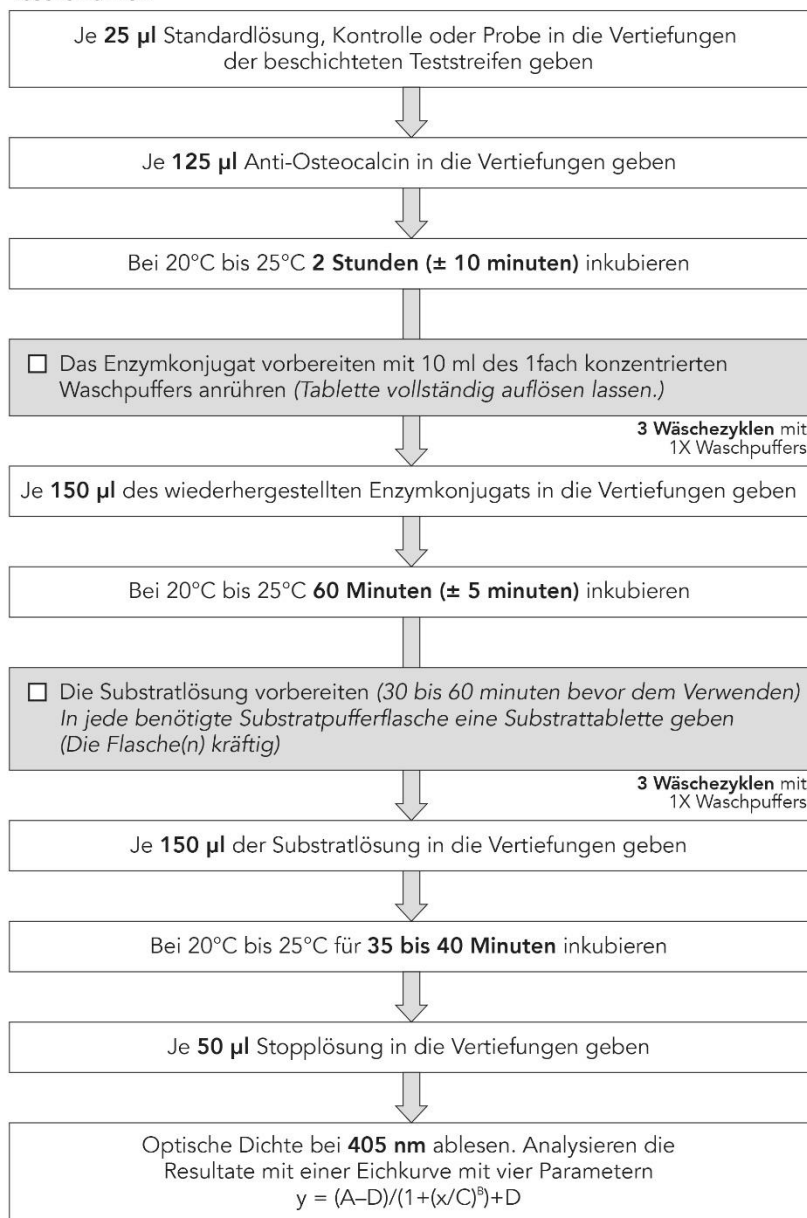 Je 25 µl Standardlösung, Kontrolle oder Probe in die Vertiefungen
der beschichteten Teststreifen geben
Je 125 µl Anti-Osteocalcin in die Vertiefungen geben
Bei 20°C bis 25°C 2 Stunden (± 10 minuten) inkubieren
☐ Das Enzymkonjugat vorbereiten mit 10 ml des 1fach konzentrierten
Waschpuffers anrühren (Tablette vollständig auflösen lassen.)
3 Wäschezyklen mit
1X Waschpuffers
Je 150 µl des wiederhergestellten Enzymkonjugats in die Vertiefungen geben
Bei 20°C bis 25°C 60 Minuten (± 5 minuten) inkubieren
☐ Die Substratlösung vorbereiten (30 bis 60 minuten bevor dem Verwenden)
In jede benötigte Substratpufferflasche eine Substrattablette geben
(Die Flasche(n) kräftig)
3 Wäschezyklen mit
1X Waschpuffers
Je 150 µl der Substratlösung in die Vertiefungen geben
Bei 20°C bis 25°C für 35 bis 40 Minuten inkubieren
Je 50 µl Stopplösung in die Vertiefungen geben
Optische Dichte bei 405 nm ablesen. Analysieren die
Resultate mit einer Eichkurve mit vier Parametern
y = (A–D)/(1+(x/C)ᴮ)+D